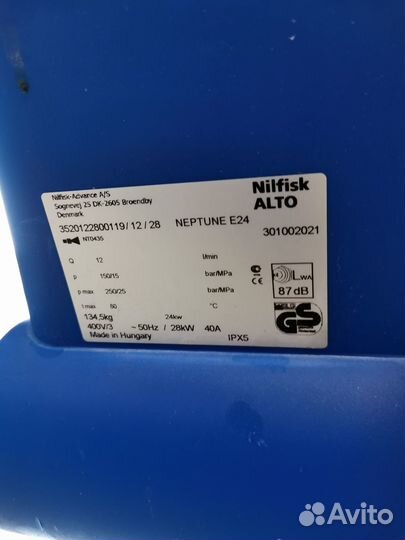 Nilfisk-Advance A/S
Sognevej 25 DK-2605 Broendby
Denmark
Nilfisk
ALTO
3520122800119/ 12 / 28 NEPTUNE E24 301002021
NT0435
Q 12 l/min
p 150/15 bar/MPa
p max 250/25 bar/MPa
t max 80 °C
LWA
87 dB
134,5kg 24kw
400V/3 ~ 50Hz / 28kW 40A
Made in Hungary IPX5
GS
Avito